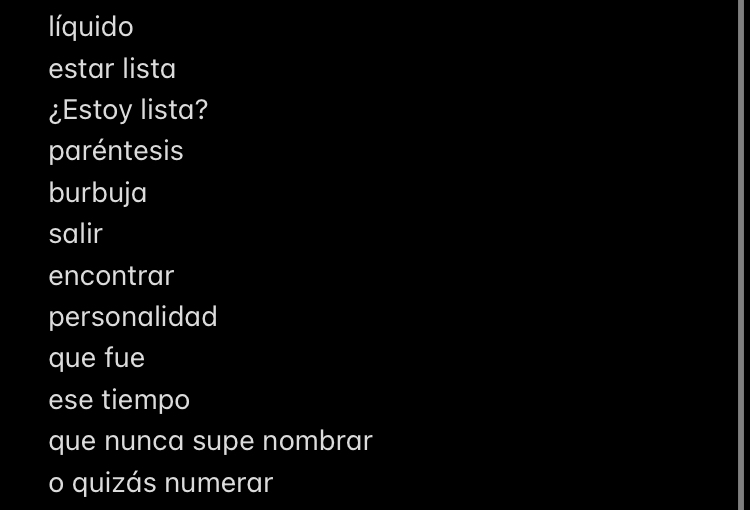 líquido
estar lista
¿Estoy lista?
paréntesis
burbuja
salir
encontrar
personalidad
que fue
ese tiempo
que nunca supe nombrar
o quizás numerar